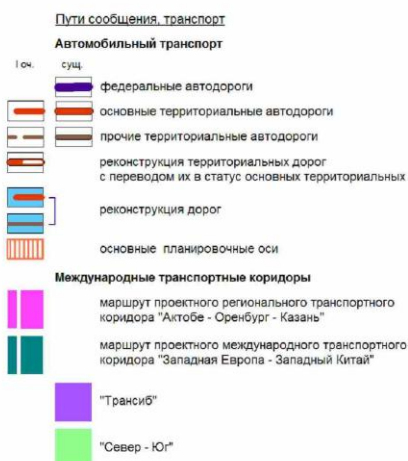 Пути сообщения, транспорт
Автомобильный транспорт
I оч. сущ.
федеральные автодороги
основные территориальные автодороги
прочие территориальные автодороги
реконструкция территориальных дорог
с переводом их в статус основных территориальных
реконструкция дорог
основные планировочные оси
Международные транспортные коридоры
маршрут проектного регионального транспортного
коридора "Актобе - Оренбург - Казань"
маршрут проектного международного транспортного
коридора "Западная Европа - Западный Китай"
"Трансиб"
"Север - Юг"